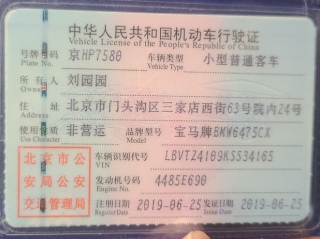 中华人民共和国机动车行驶证
Vehicle License of the People's Republic of China
号牌号码 京HP7580 车辆类型 小型普通客车
Plate No. Vehicle Type
所有人 刘园园
Owner
住址 北京市门头沟区三家店西街63号院内24号
Address
使用性质 非营运 品牌型号 宝马牌BMW6475CX
Use Character Model
北京市公
安局公安
交通管理局
车辆识别代号 LBVTZ4109KSS34165
VIN
发动机号码 4485E690
Engine No.
注册日期 2019-06-25 发证日期 2019-06-25
Register Date Issue Date